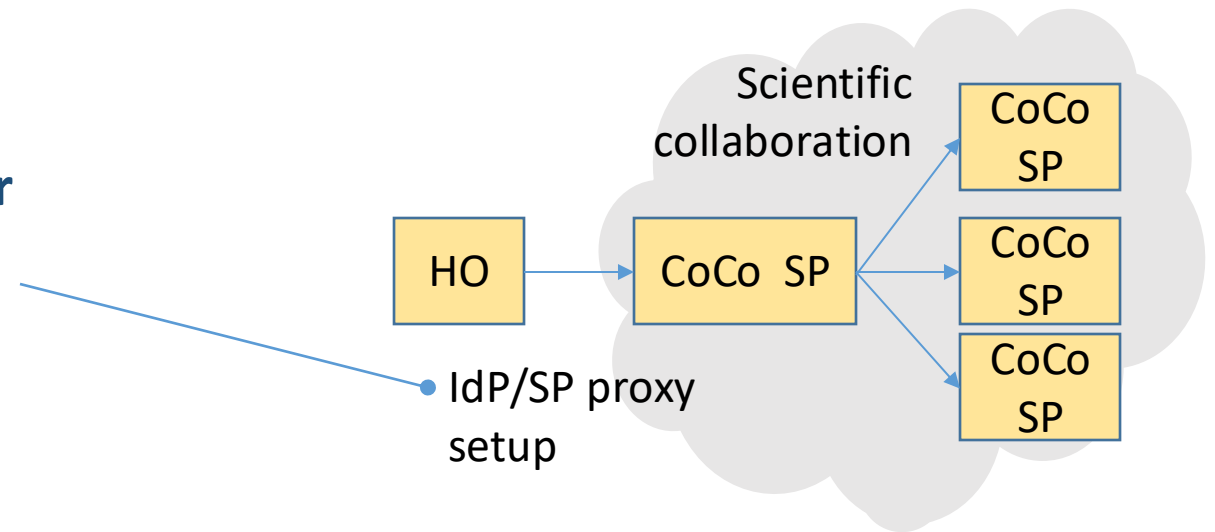 Scientific
collaboration
r
HO
CoCo SP
CoCo
SP
CoCo
SP
CoCo
SP
IdP/SP proxy
setup